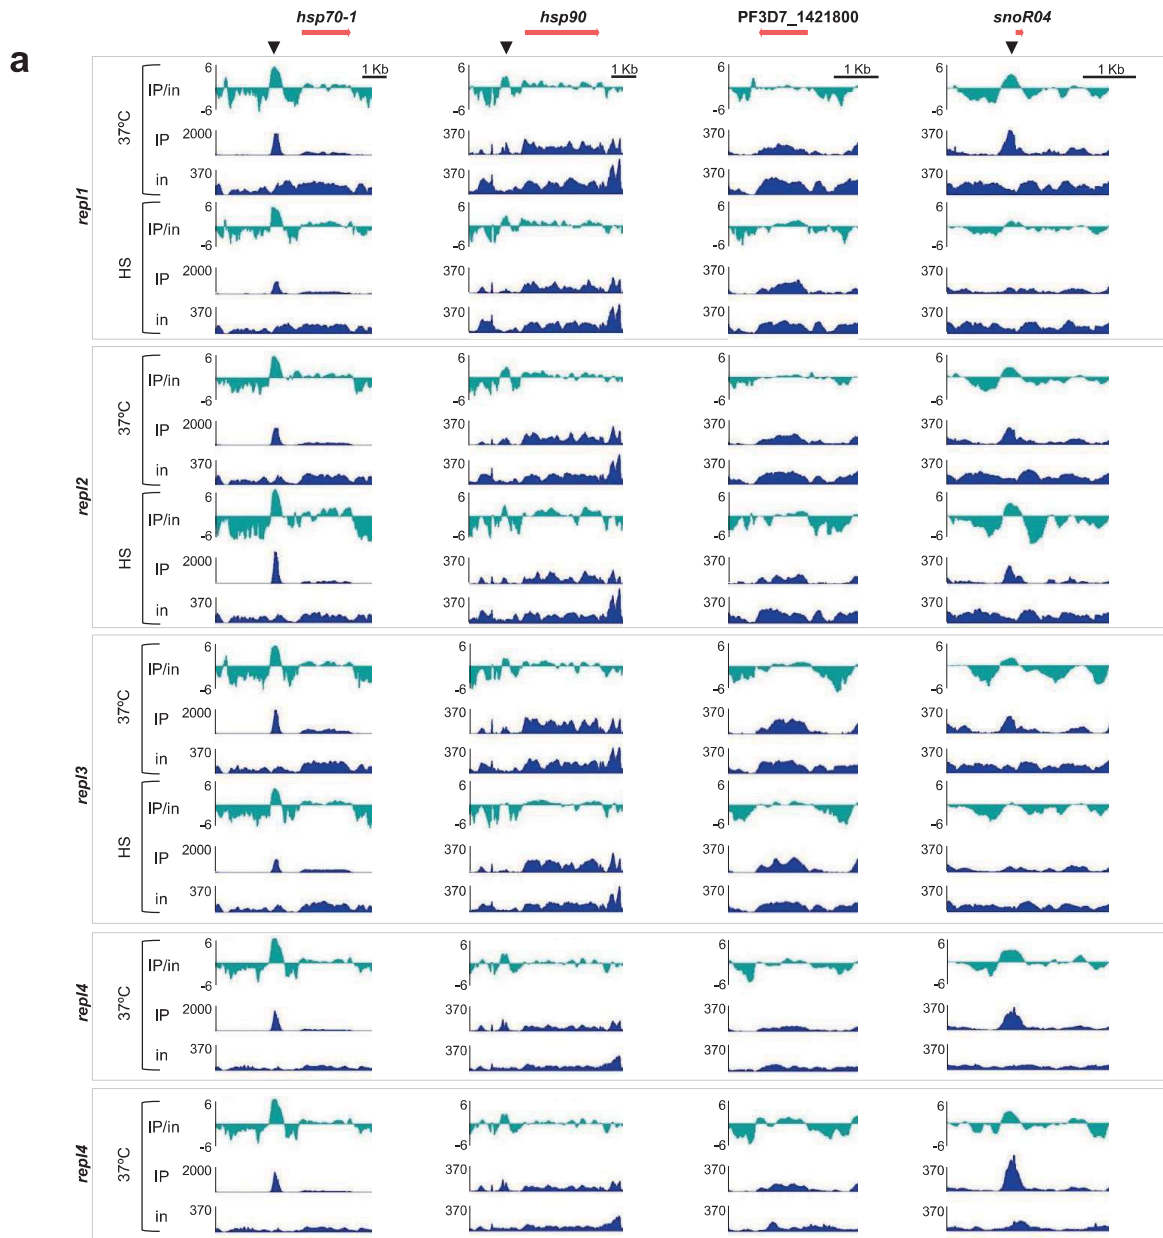 a
hsp70-1 hsp90 PF3D7_1421800 snoR04
1 Kb 1 Kb 1 Kb 1 Kb
repl1
37ºC
IP/in 6 -6 6 -6 6 -6 6 -6
IP 2000 370 370 370
in 370 370 370 370
HS
IP/in 6 -6 6 -6 6 -6 6 -6
IP 2000 370 370 370
in 370 370 370 370
repl2
37ºC
IP/in 6 -6 6 -6 6 -6 6 -6
IP 2000 370 370 370
in 370 370 370 370
HS
IP/in 6 -6 6 -6 6 -6 6 -6
IP 2000 370 370 370
in 370 370 370 370
repl3
37ºC
IP/in 6 -6 6 -6 6 -6 6 -6
IP 2000 370 370 370
in 370 370 370 370
HS
IP/in 6 -6 6 -6 6 -6 6 -6
IP 2000 370 370 370
in 370 370 370 370
repl4
37ºC
IP/in 6 -6 6 -6 6 -6 6 -6
IP 2000 370 370 370
in 370 370 370 370
repl4
37ºC
IP/in 6 -6 6 -6 6 -6 6 -6
IP 2000 370 370 370
in 370 370 370 370